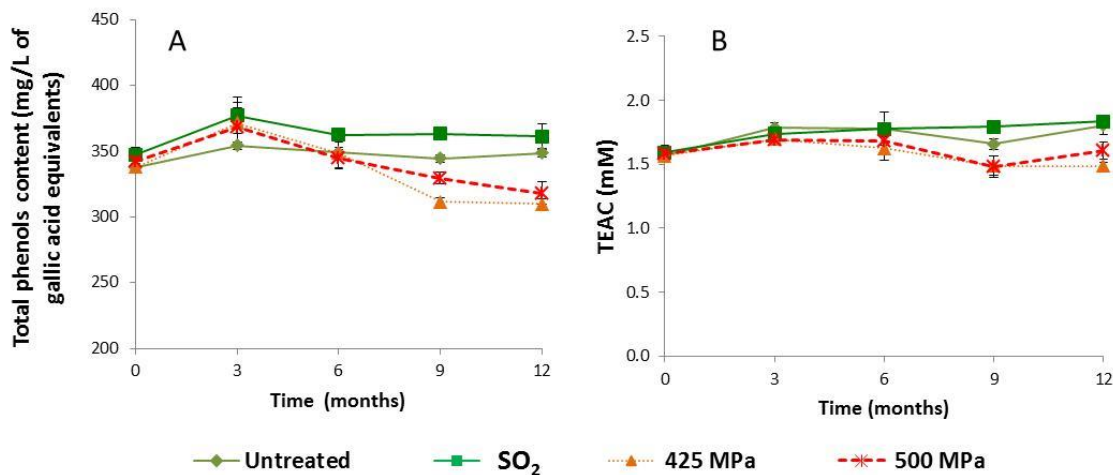 A
Total phenols content (mg/L of
gallic acid equivalents)
450
400
350
300
250
200
0 3 6 9 12
Time (months)
B
TEAC (mM)
2.5
2.0
1.5
1.0
0.5
0.0
0 3 6 9 12
Time (months)
Untreated SO₂ 425 MPa 500 MPa